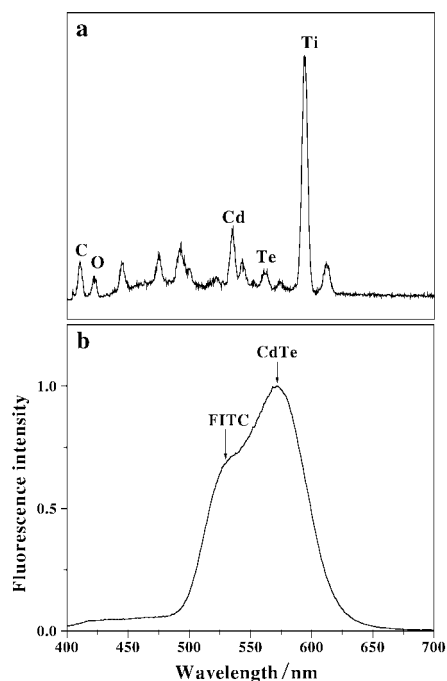 a
Ti
Cd
C
O
Te
b
CdTe
FITC
1.0
0.5
0.0
Fluorescence intensity
400 450 500 550 600 650 700
Wavelength/nm